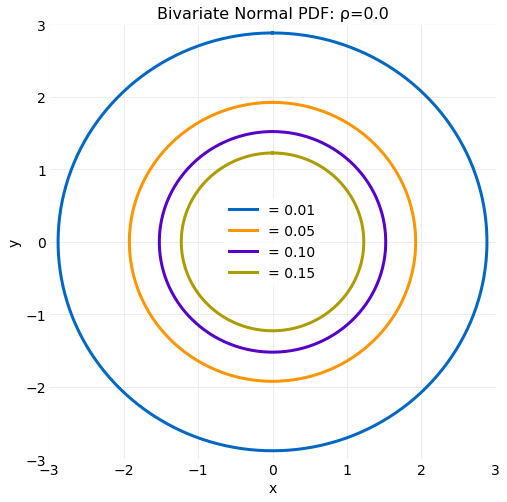 Bivariate Normal PDF: ρ=0.0
3
2
1
0
−1
−2
−3
y
= 0.01
= 0.05
= 0.10
= 0.15
−3 −2 −1 0 1 2 3
x